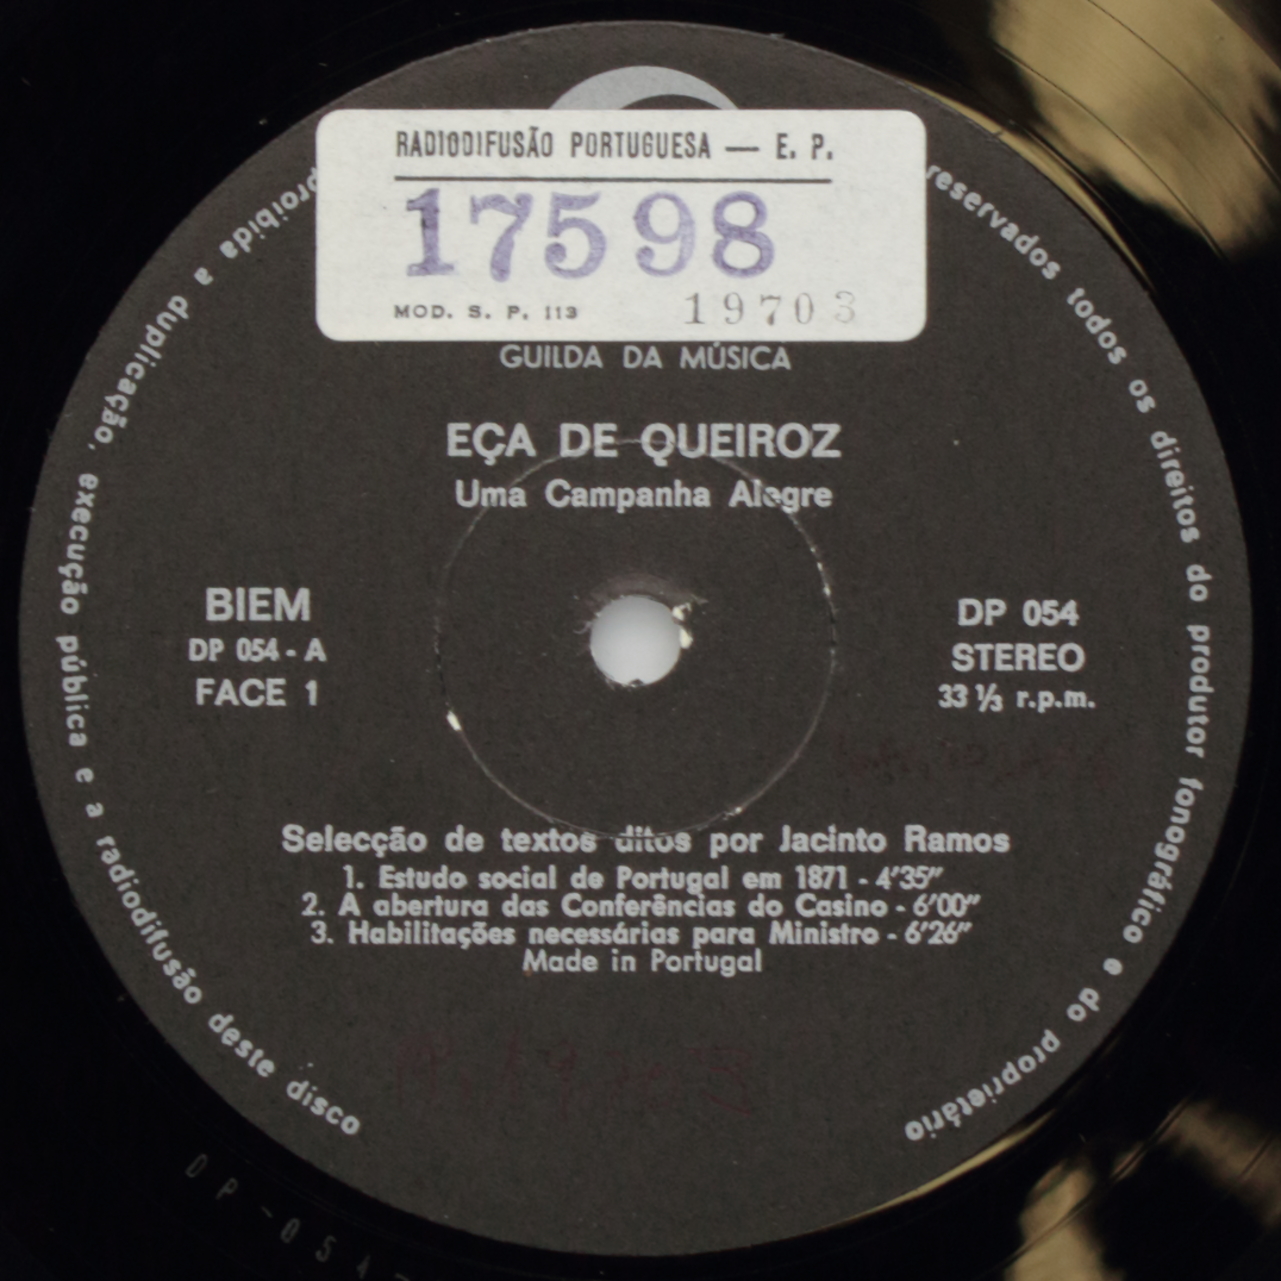 RADIODIFUSÃO PORTUGUESA — E. P.
17598
MOD. S. P. 113 19703
GUILDA DA MÚSICA
EÇA DE QUEIROZ
Uma Campanha Alegre
BIEM
DP 054 - A
FACE 1
DP 054
STEREO
33 ⅓ r.p.m.
Selecção de textos ditos por Jacinto Ramos
1. Estudo social de Portugal em 1871 - 4'35"
2. A abertura das Conferências do Casino - 6'00"
3. Habilitações necessárias para Ministro - 6'26"
Made in Portugal
reservados todos os direitos do produtor fonográfico e do proprietário
proibida a duplicação, execução pública e a radiodifusão deste disco
DP-054-